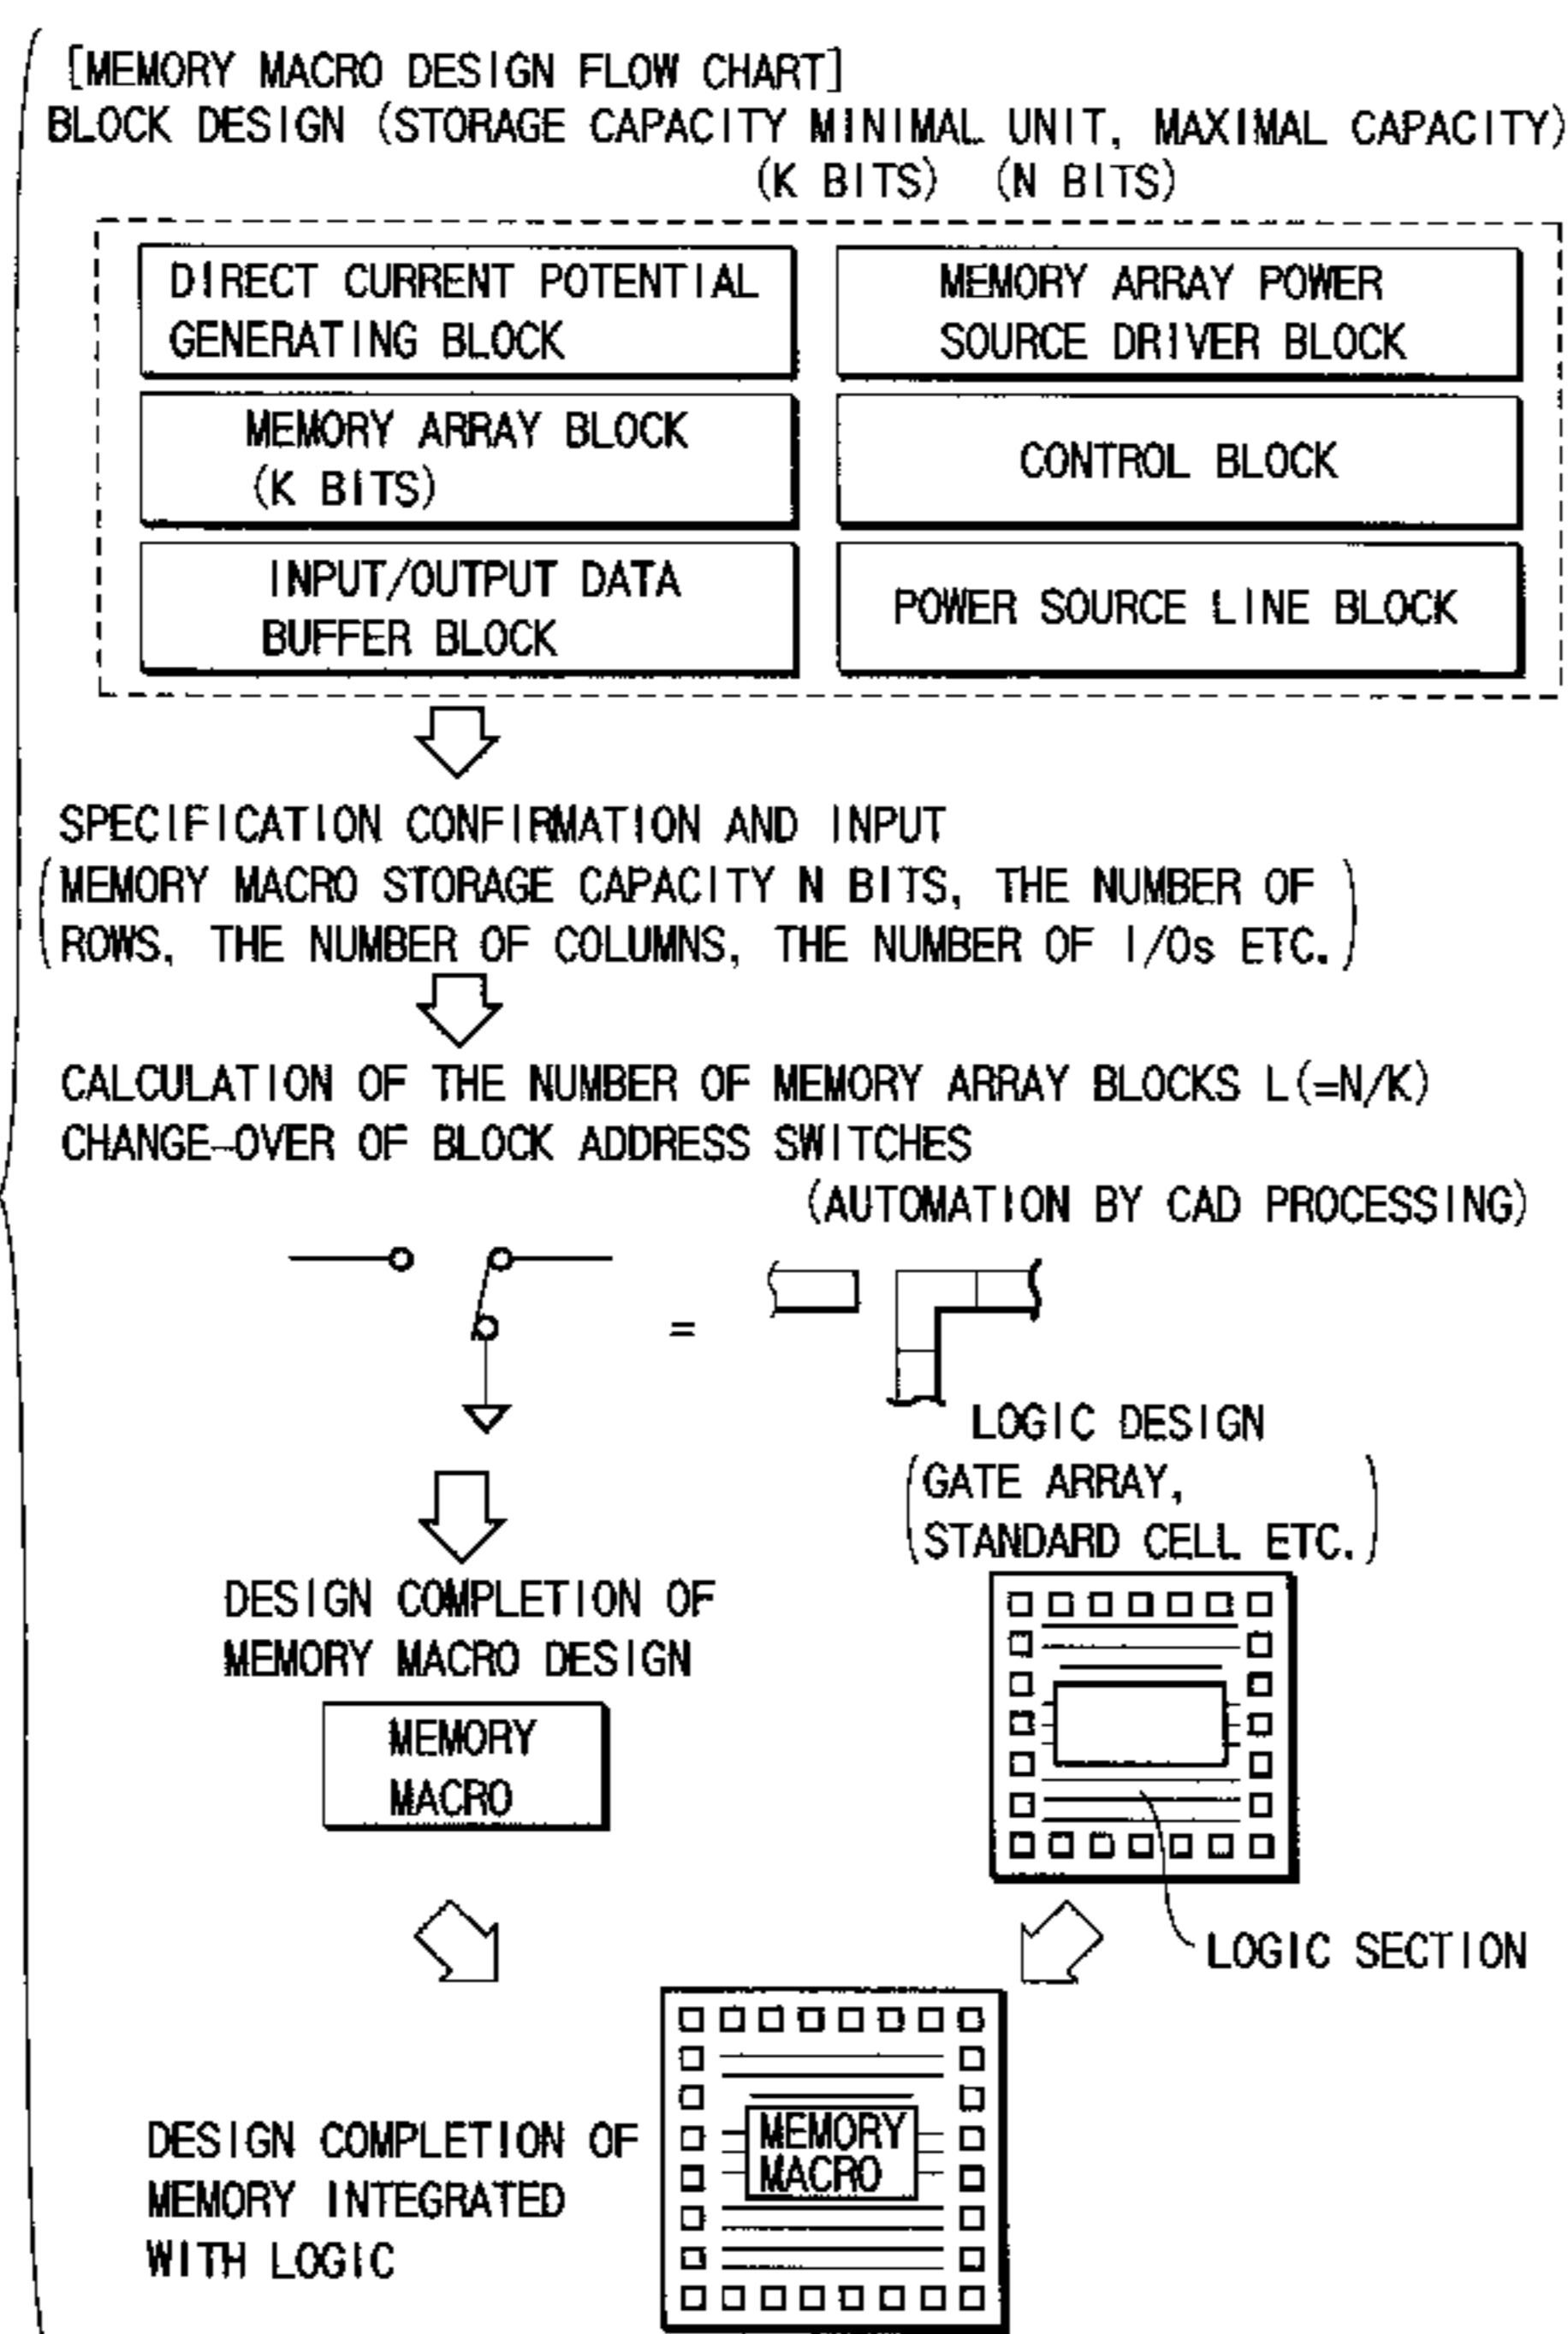 [MEMORY MACRO DESIGN FLOW CHART]
BLOCK DESIGN (STORAGE CAPACITY MINIMAL UNIT, MAXIMAL CAPACITY)
(K BITS) (N BITS)
DIRECT CURRENT POTENTIAL
GENERATING BLOCK
MEMORY ARRAY POWER
SOURCE DRIVER BLOCK
MEMORY ARRAY BLOCK
(K BITS)
CONTROL BLOCK
INPUT/OUTPUT DATA
BUFFER BLOCK
POWER SOURCE LINE BLOCK
SPECIFICATION CONFIRMATION AND INPUT
(MEMORY MACRO STORAGE CAPACITY N BITS, THE NUMBER OF
ROWS, THE NUMBER OF COLUMNS, THE NUMBER OF I/Os ETC.)
CALCULATION OF THE NUMBER OF MEMORY ARRAY BLOCKS L(=N/K)
CHANGE-OVER OF BLOCK ADDRESS SWITCHES
(AUTOMATION BY CAD PROCESSING)
=
LOGIC DESIGN
(GATE ARRAY,
STANDARD CELL ETC.)
DESIGN COMPLETION OF
MEMORY MACRO DESIGN
MEMORY
MACRO
LOGIC SECTION
DESIGN COMPLETION OF
MEMORY INTEGRATED
WITH LOGIC
MEMORY
MACRO